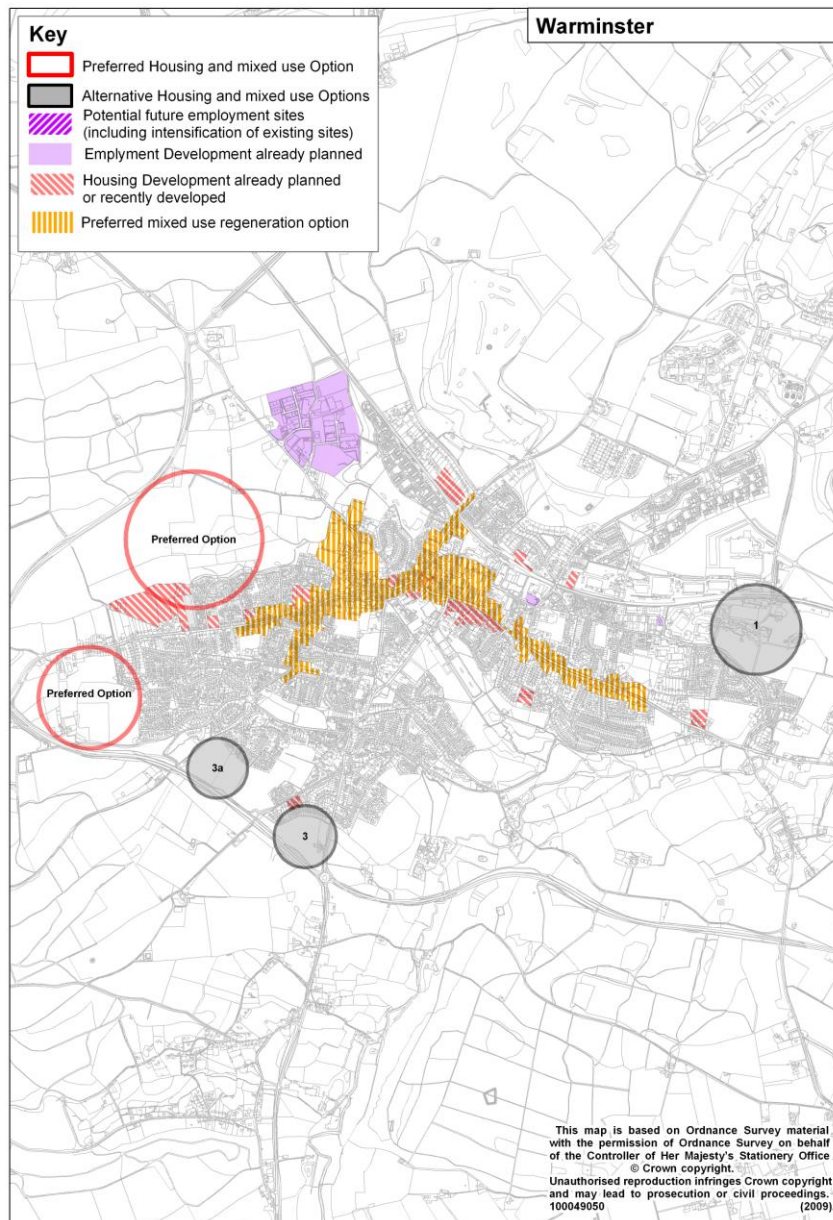 Warminster
Key
Preferred Housing and mixed use Option
Alternative Housing and mixed use Options
Potential future employment sites
(including intensification of existing sites)
Emplyment Development already planned
Housing Development already planned
or recently developed
Preferred mixed use regeneration option
Preferred Option
1
Preferred Option
3a
3
This map is based on Ordnance Survey material
with the permission of Ordnance Survey on behalf
of the Controller of Her Majesty's Stationery Office
© Crown copyright.
Unauthorised reproduction infringes Crown copyright
and may lead to prosecution or civil proceedings.
100049050 (2009)